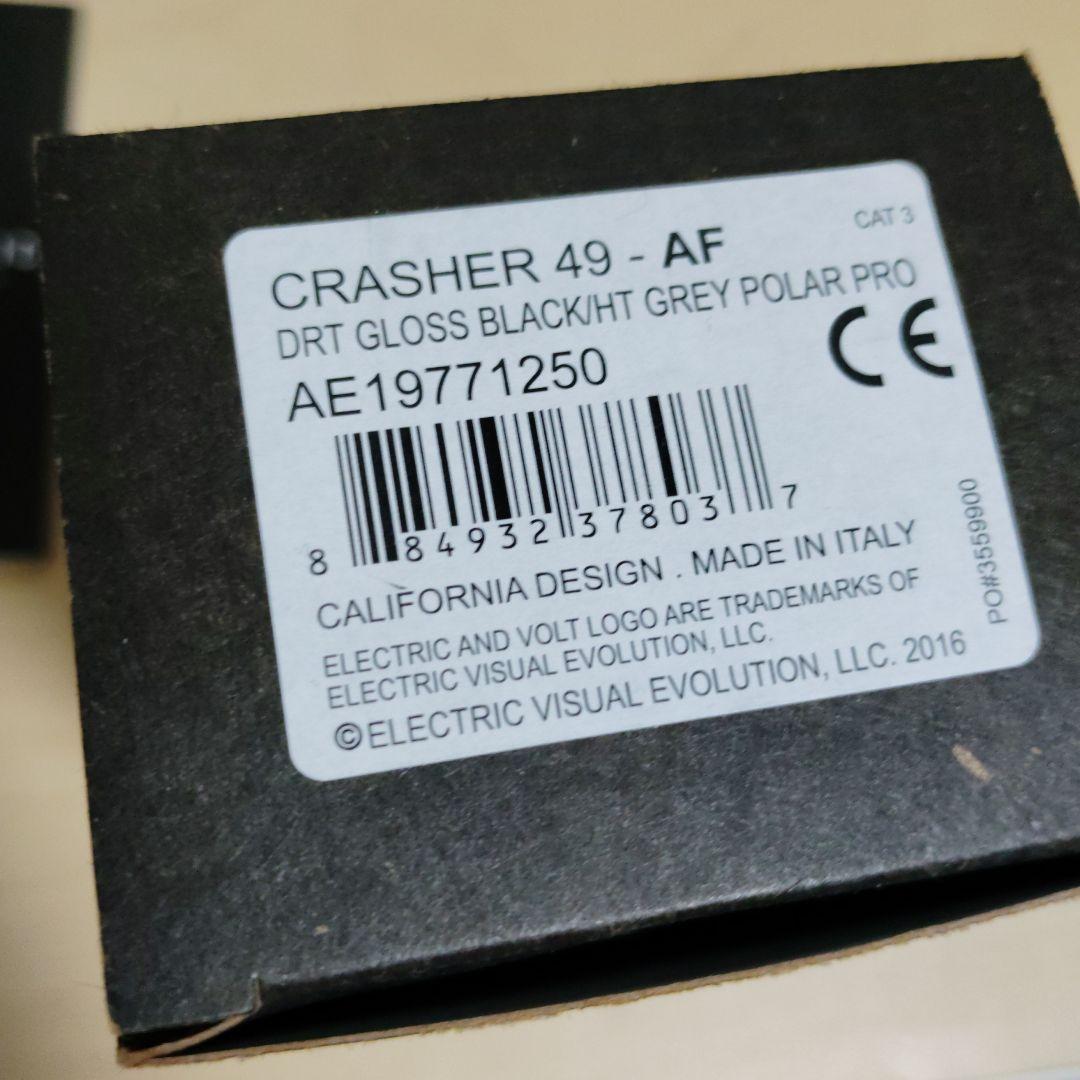 CAT 3
CRASHER 49 - AF
DRT GLOSS BLACK/HT GREY POLAR PRO
CE
AE19771250
8 84932 37803 7
CALIFORNIA DESIGN . MADE IN ITALY
ELECTRIC AND VOLT LOGO ARE TRADEMARKS OF
ELECTRIC VISUAL EVOLUTION, LLC.
©ELECTRIC VISUAL EVOLUTION, LLC. 2016
PO#3559900